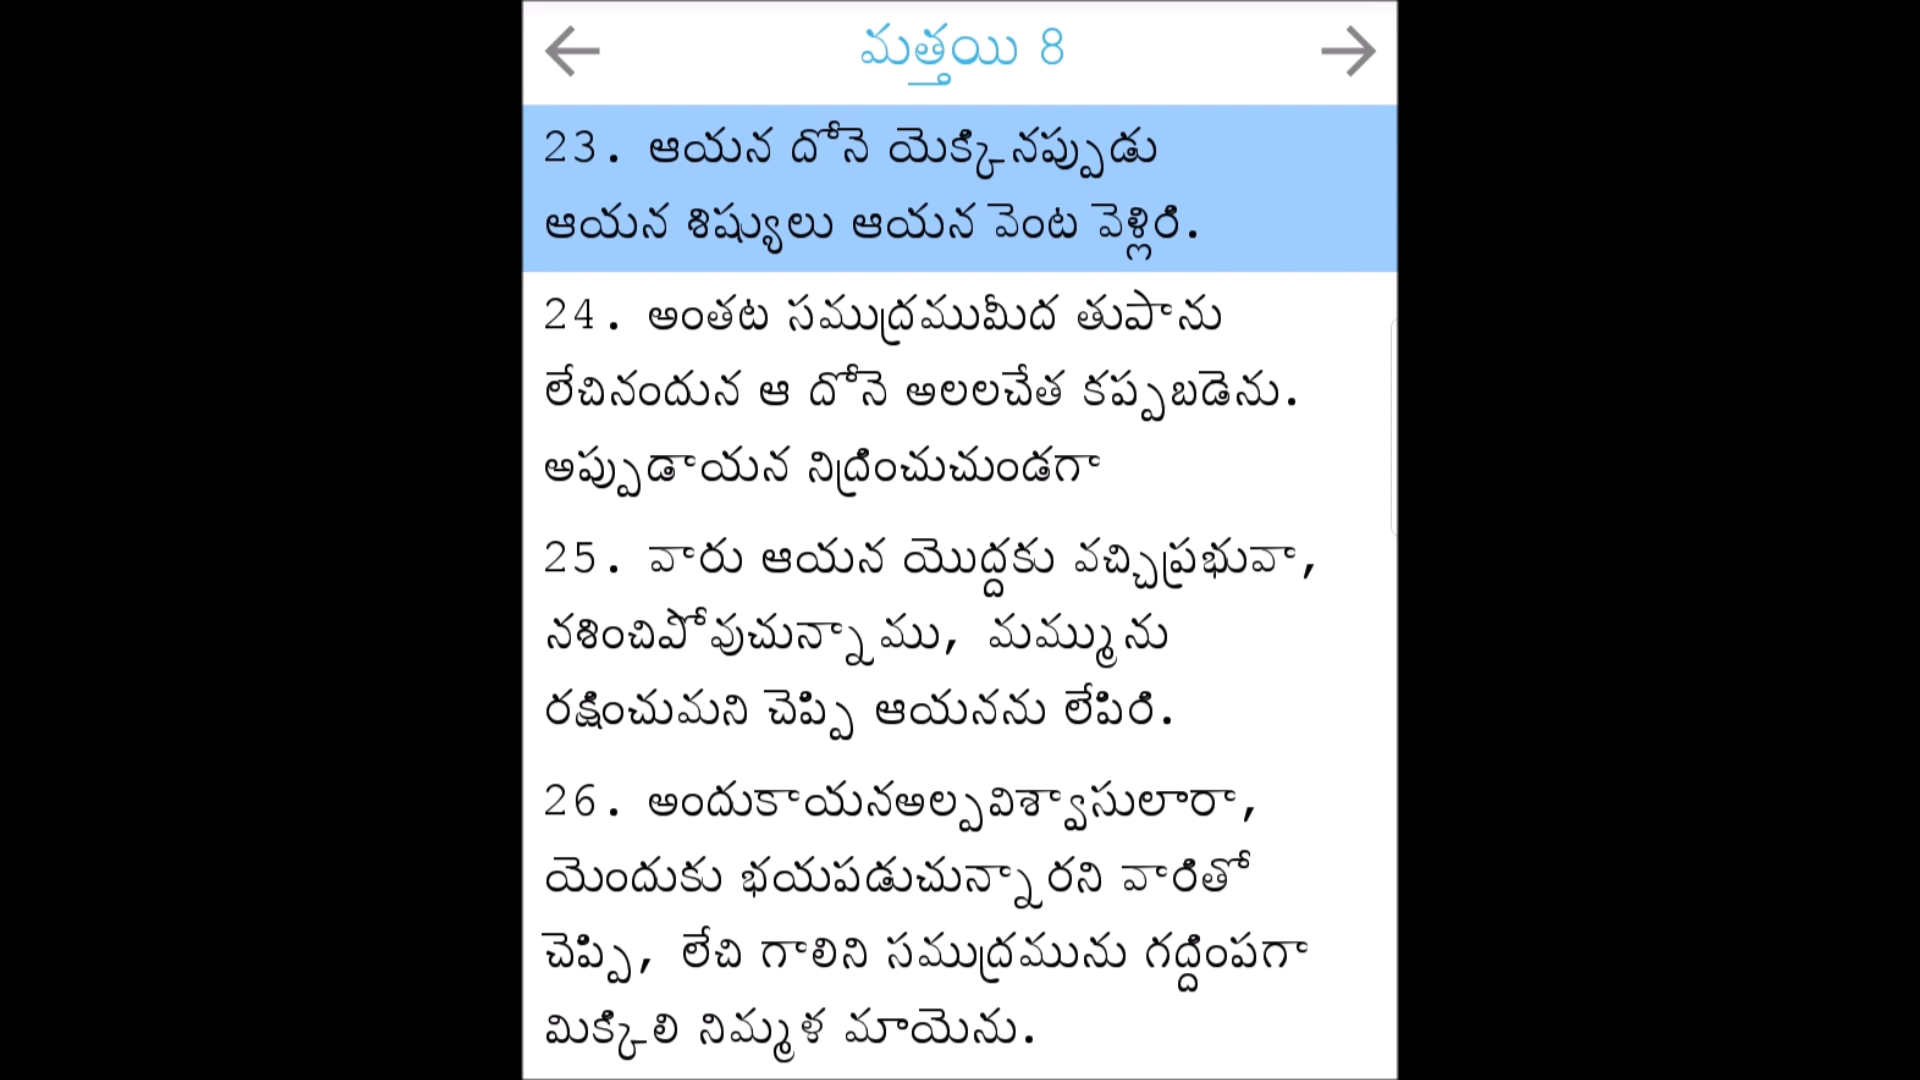 మత్తయి 8
23. ఆయన దోనె యెక్కినప్పుడు
ఆయన శిష్యులు ఆయన వెంట వెళ్లిరి.
24. అంతట సముద్రముమీద తుపాను
లేచినందున ఆ దోనె అలలచేత కప్పబడెను.
అప్పుడాయన నిద్రించుచుండగా
25. వారు ఆయన యొద్దకు వచ్చిప్రభువా,
నశించిపోవుచున్నాము, మమ్మును
రక్షించుమని చెప్పి ఆయనను లేపిరి.
26. అందుకాయనఅల్పవిశ్వాసులారా,
యెందుకు భయపడుచున్నారని వారితో
చెప్పి, లేచి గాలిని సముద్రమును గద్దింపగా
మిక్కిలి నిమ్మళ మాయెను.